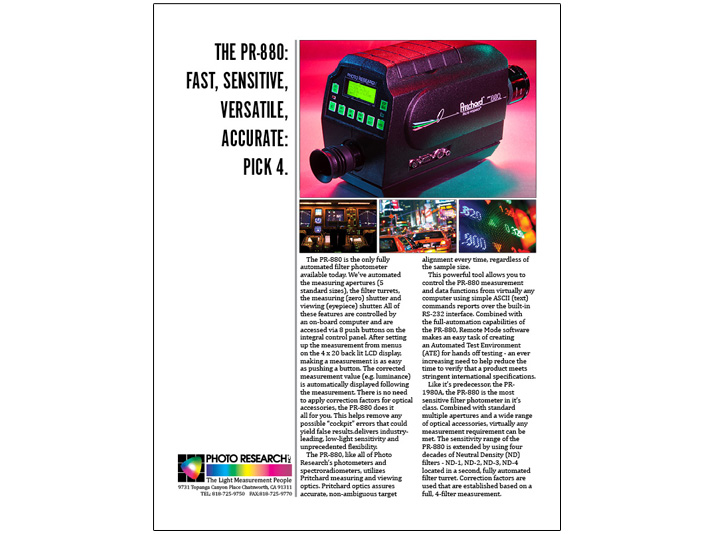 THE PR-880:
FAST, SENSITIVE,
VERSATILE,
ACCURATE:
PICK 4.
PHOTO RESEARCH
Pritchard
880
.820
.900
The PR-880 is the only fully
automated filter photometer
available today. We've automated
the measuring apertures (5
standard sizes), the filter turrets,
the measuring (zero) shutter and
viewing (eyepiece) shutter. All of
these features are controlled by
an on-board computer and are
accessed via 8 push buttons on the
integral control panel. After setting
up the measurement from menus
on the 4 x 20 back lit LCD display,
making a measurement is as easy
as pushing a button. The corrected
measurement value (e.g. luminance)
is automatically displayed following
the measurement. There is no need
to apply correction factors for optical
accessories, the PR-880 does it
all for you. This helps remove any
possible "cockpit" errors that could
yield false results.delivers industry-
leading, low-light sensitivity and
unprecedented flexibility.
The PR-880, like all of Photo
Research's photometers and
spectroradiometers, utilizes
Pritchard measuring and viewing
optics. Pritchard optics assures
accurate, non-ambiguous target
alignment every time, regardless of
the sample size.
This powerful tool allows you to
control the PR-880 measurement
and data functions from virtually any
computer using simple ASCII (text)
commands reports over the built-in
RS-232 interface. Combined with
the full-automation capabilities of
the PR-880, Remote Mode software
makes an easy task of creating
an Automated Test Environment
(ATE) for hands off testing - an ever
increasing need to help reduce the
time to verify that a product meets
stringent international specifications.
Like it's predecessor, the PR-
1980A, the PR-880 is the most
sensitive filter photometer in it's
class. Combined with standard
multiple apertures and a wide range
of optical accessories, virtually any
measurement requirement can be
met. The sensitivity range of the
PR-880 is extended by using four
decades of Neutral Density (ND)
filters - ND-1, ND-2, ND-3, ND-4
located in a second, fully automated
filter turret. Correction factors are
used that are established based on a
full, 4-filter measurement.
PHOTO RESEARCH INC.
The Light Measurement People
9731 Topanga Canyon Place Chatsworth, CA 91311
TEL: 818-725-9750 FAX:818-725-9770